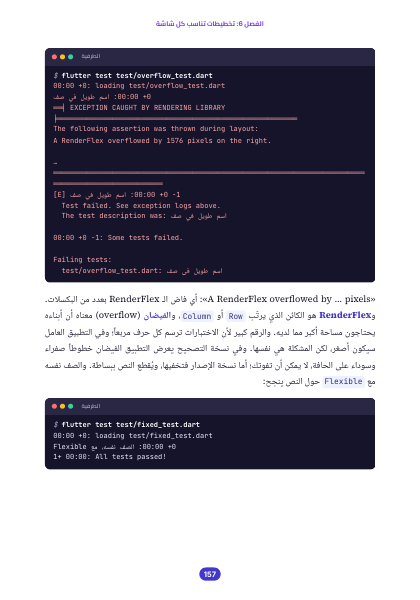 الفصل 6: تخطيطات تناسب كل شاشة
الطرفية
$ flutter test test/overflow_test.dart
00:00 +0: loading test/overflow_test.dart
00:00 +0: اسم طويل في صف
══╡ EXCEPTION CAUGHT BY RENDERING LIBRARY
╞═════════════════════════════════════════════════════════
The following assertion was thrown during layout:
A RenderFlex overflowed by 1576 pixels on the right.
…
════════════════════════════════════════════════════════════════════════════
══════════════════════════
00:00 +0 -1: اسم طويل في صف [E]
Test failed. See exception logs above.
The test description was: اسم طويل في صف
00:00 +0 -1: Some tests failed.
Failing tests:
test/overflow_test.dart: اسم طويل في صف
«A RenderFlex overflowed by ... pixels»: أي فاض الـ RenderFlex بعدد من البكسلات.
وRenderFlex هو الكائن الذي يرتّب Row أو Column، والفيضان (overflow) معناه أن أبناءه
يحتاجون مساحة أكبر مما لديه. والرقم كبير لأن الاختبارات ترسم كل حرف مربعاً؛ وفي التطبيق العامل
سيكون أصغر، لكن المشكلة هي نفسها. وفي نسخة التصحيح يعرض التطبيق الفيضان خطوطاً صفراء
وسوداء على الحافة، لا يمكن أن تفوتك؛ أما نسخة الإصدار فتخفيها، ويُقطع النص ببساطة. والصف نفسه
مع Flexible حول النص ينجح:
الطرفية
$ flutter test test/fixed_test.dart
00:00 +0: loading test/fixed_test.dart
00:00 +0: الصف نفسه، مع Flexible
1+ 00:00: All tests passed!
157